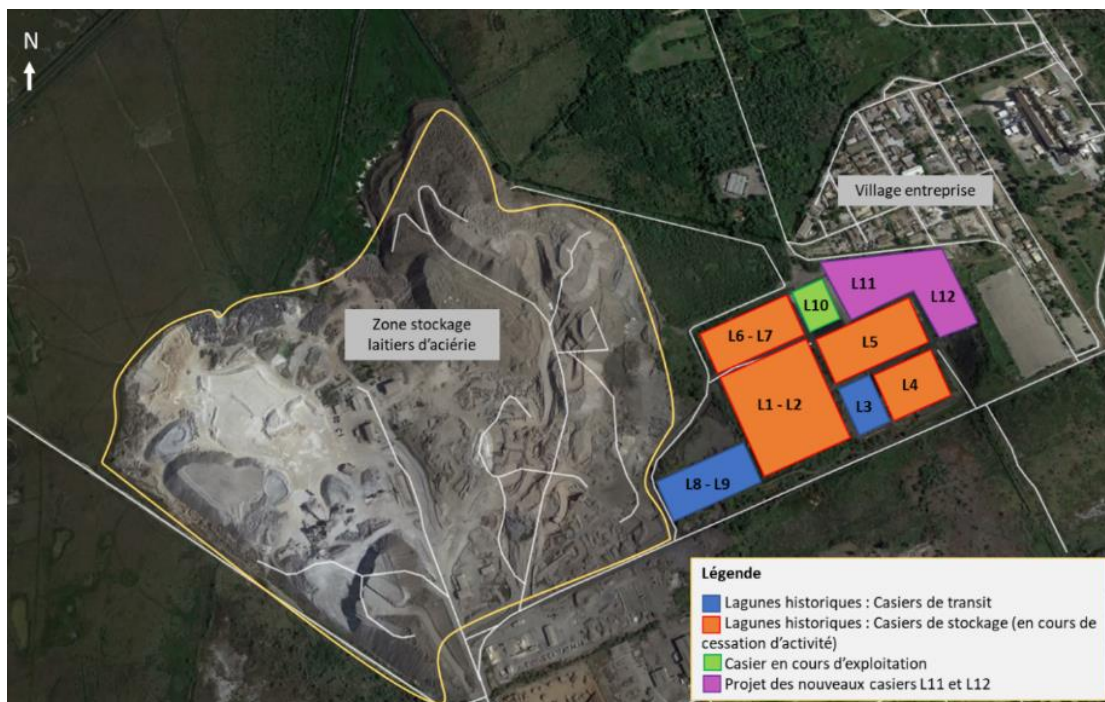 N
Village entreprise
Zone stockage
laitiers d'aciérie
L11
L12
L10
L6 - L7
L5
L1 - L2
L4
L3
L8 - L9
Légende
Lagunes historiques : Casiers de transit
Lagunes historiques : Casiers de stockage (en cours de
cessation d'activité)
Casier en cours d'exploitation
Projet des nouveaux casiers L11 et L12